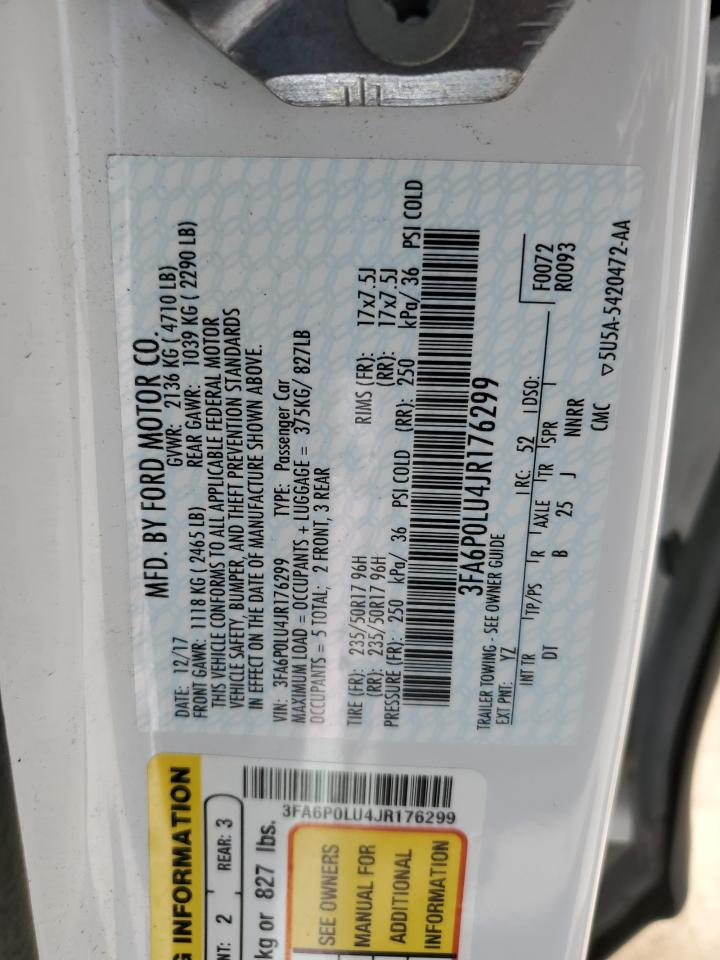 MFD. BY FORD MOTOR CO.
DATE: 12/17 GVWR: 2136 KG ( 4710 LB)
FRONT GAWR: 1118 KG ( 2465 LB) REAR GAWR: 1039 KG ( 2290 LB)
THIS VEHICLE CONFORMS TO ALL APPLICABLE FEDERAL MOTOR
VEHICLE SAFETY, BUMPER, AND THEFT PREVENTION STANDARDS
IN EFFECT ON THE DATE OF MANUFACTURE SHOWN ABOVE.
VIN: 3FA6P0LU4JR176299 TYPE: Passenger Car
MAXIMUM LOAD = OCCUPANTS + LUGGAGE = 375KG/ 827LB
OCCUPANTS = 5 TOTAL; 2 FRONT, 3 REAR
TIRE (FR): 235/50R17 96H RIMS (FR): 17x7.5J
(RR): 235/50R17 96H (RR): 17x7.5J
PRESSURE (FR): 250 kPa/ 36 PSI COLD (RR): 250 kPa/ 36 PSI COLD
3FA6P0LU4JR176299
TRAILER TOWING - SEE OWNER GUIDE
EXT PNT: YZ RC: 52 DSO: F0072
INT TR TP/PS R AXLE TR SPR R0093
DT B 25 J NNRR
CMC ▽5U5A-5420472-AA
G INFORMATION
NT: 2 REAR: 3
kg or 827 lbs.
3FA6P0LU4JR176299
SEE OWNERS
MANUAL FOR
ADDITIONAL
INFORMATION